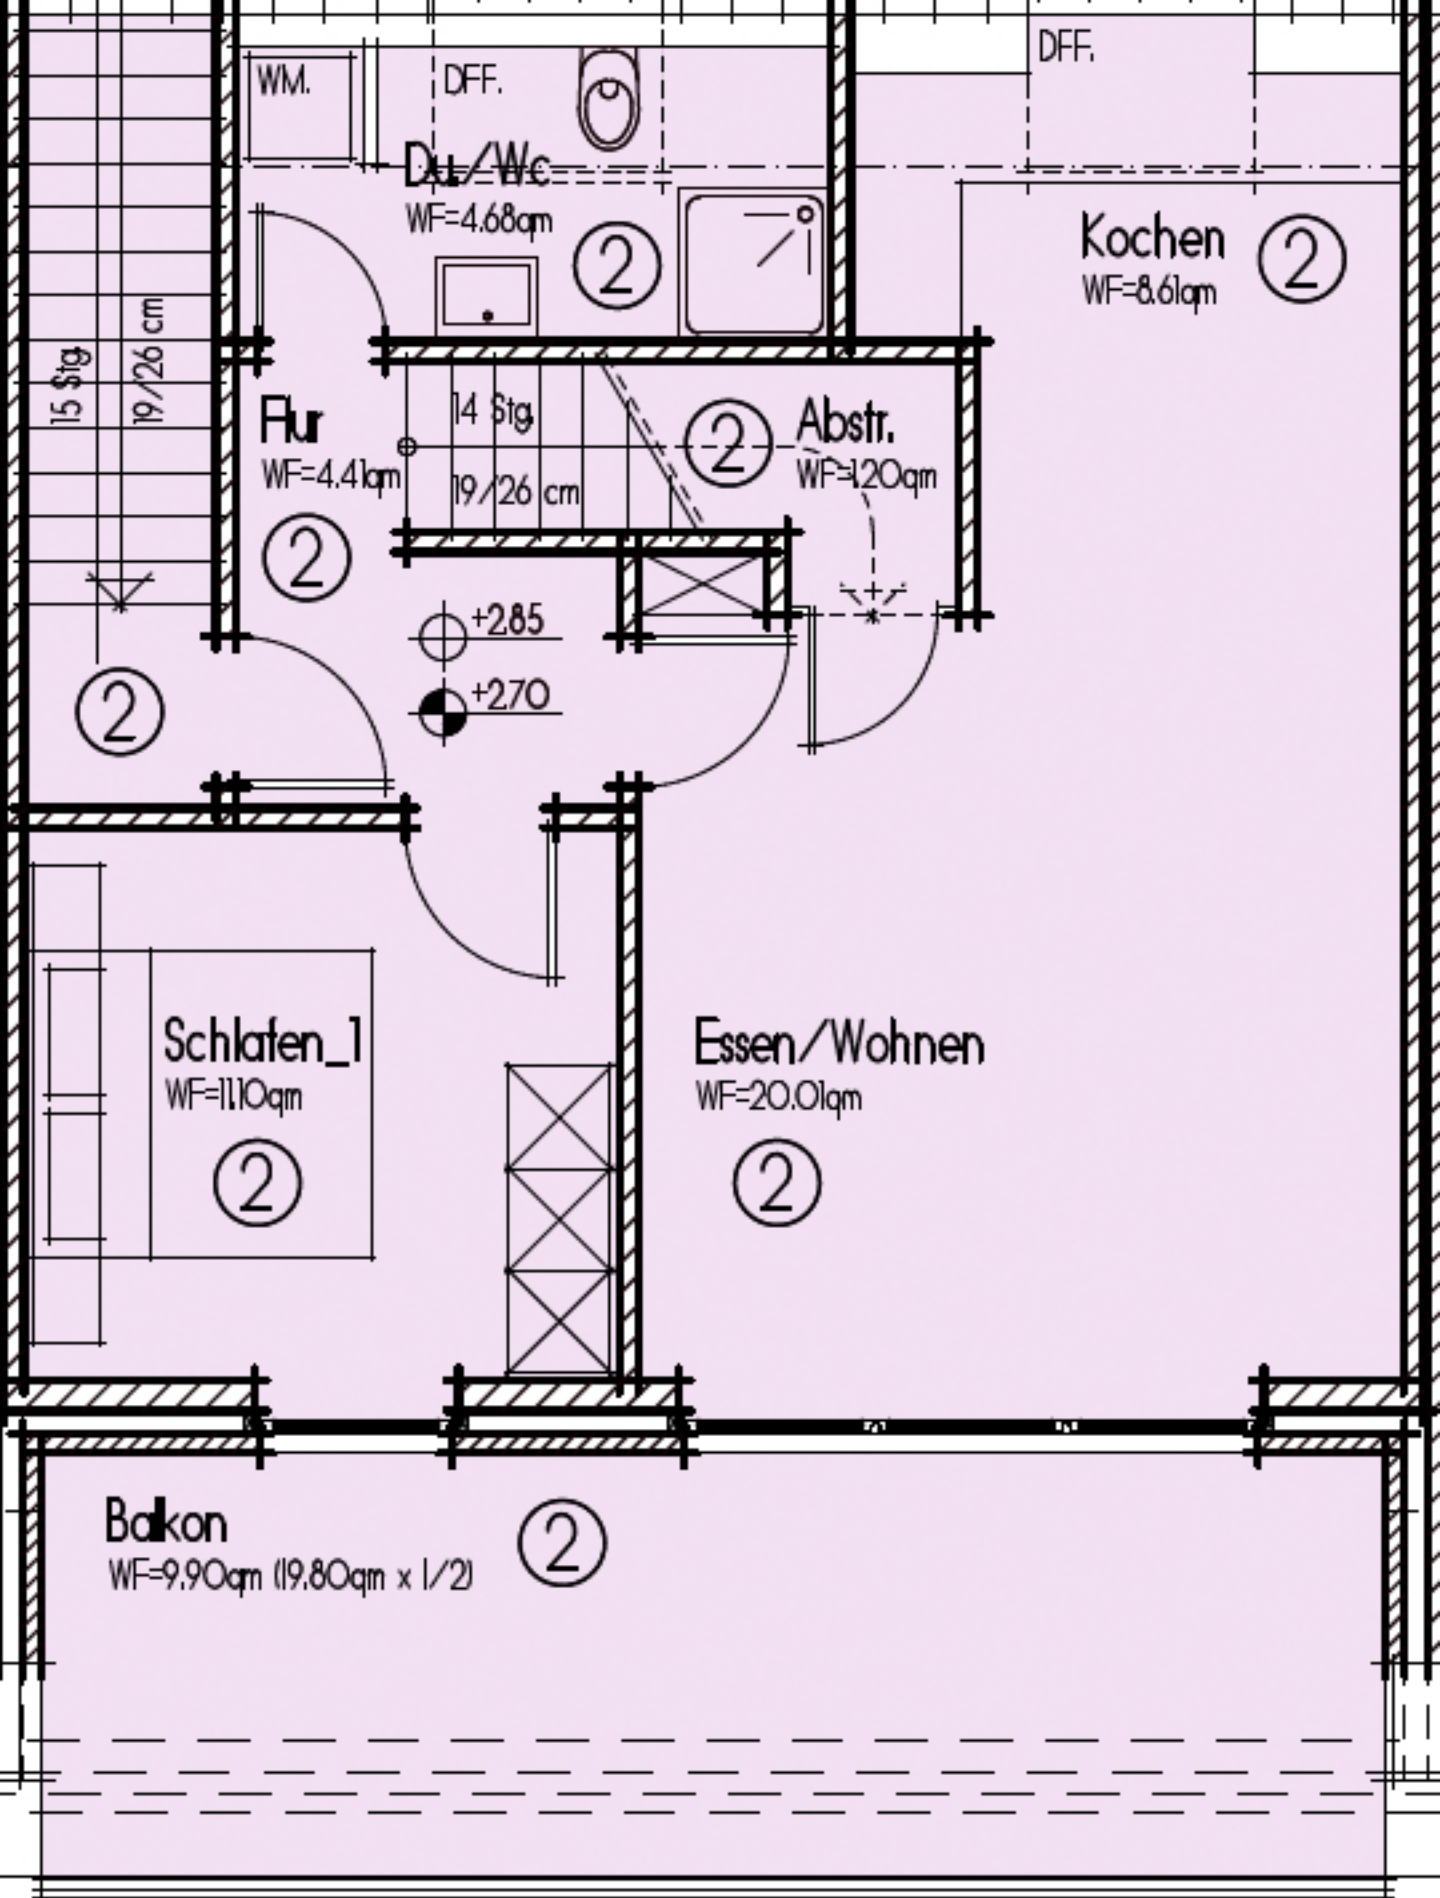 DFF.
WM.
DFF.
Du./Wc
WF=4.68qm
2
Kochen
WF=8.61qm
2
15 Stg.
19/26 cm
Flur
WF=4.41qm
2
14 Stg.
19/26 cm
2
Abstr.
WF=1.20qm
+2.85
+2.70
2
Schlafen_1
WF=11.10qm
2
Essen/Wohnen
WF=20.01qm
2
Balkon
WF=9.90qm (19.80qm x 1/2)
2